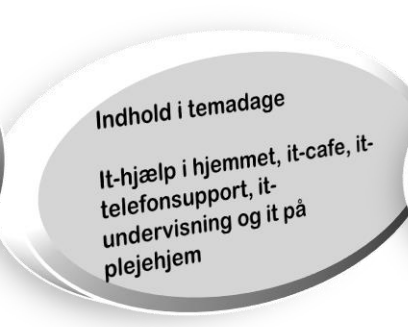 Indhold i temadage
It-hjælp i hjemmet, it-cafe, it-
telefonsupport, it-
undervisning og it på
plejehjem